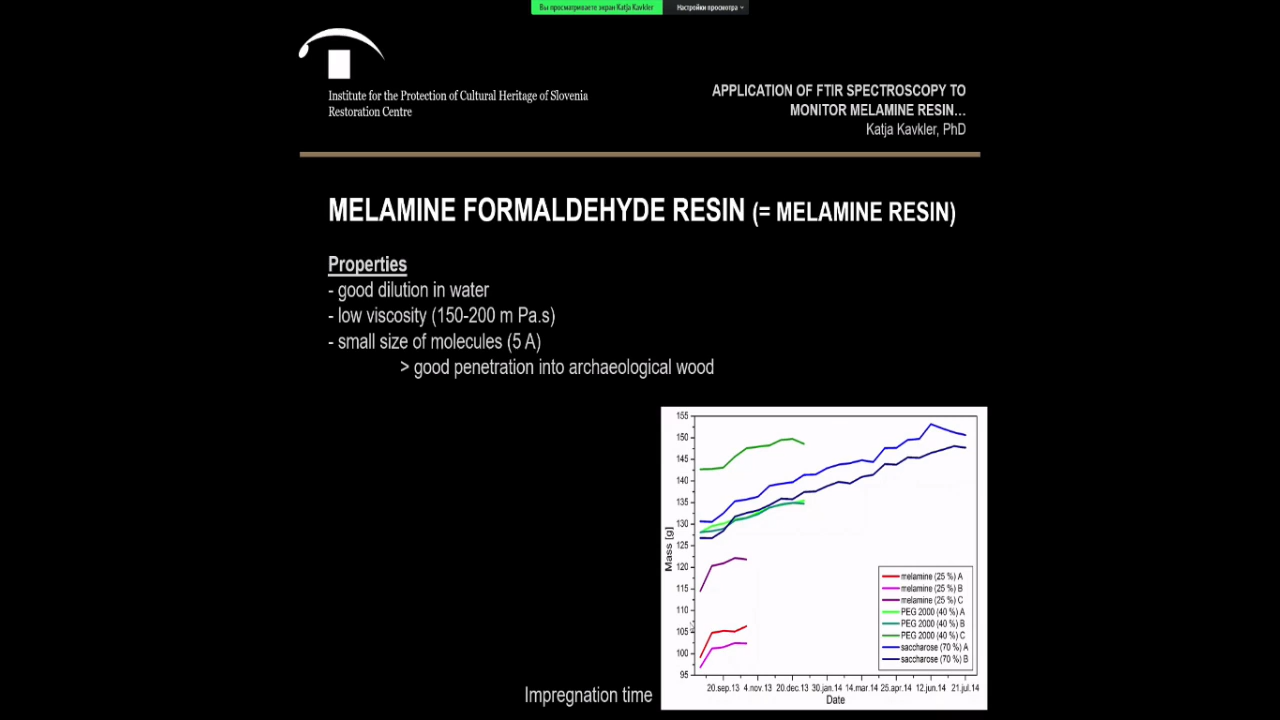 Вы просматриваете экран Katja Kavkler
Настройки просмотра
Institute for the Protection of Cultural Heritage of Slovenia
Restoration Centre
APPLICATION OF FTIR SPECTROSCOPY TO
MONITOR MELAMINE RESIN...
Katja Kavkler, PhD
MELAMINE FORMALDEHYDE RESIN (= MELAMINE RESIN)
Properties
- good dilution in water
- low viscosity (150-200 m Pa.s)
- small size of molecules (5 A)
> good penetration into archaeological wood
155
150
145
140
135
130
125
120
115
110
105
100
95
Mass [g]
melamine (25 %) A
melamine (25 %) B
melamine (25 %) C
PEG 2000 (40 %) A
PEG 2000 (40 %) B
PEG 2000 (40 %) C
saccharose (70 %) A
saccharose (70 %) B
20.sep.13 4.nov.13 20.dec.13 30.jan.14 14.mar.14 25.apr.14 12.jun.14 21.jul.14
Date
Impregnation time